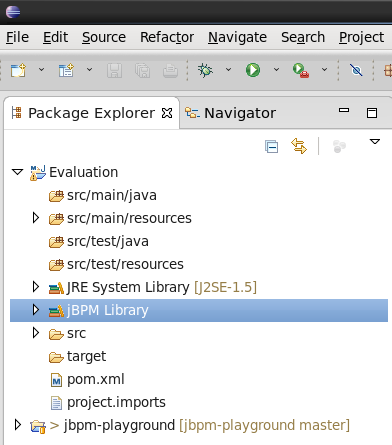 File Edit Source Refactor Navigate Search Project
Package Explorer Navigator
Evaluation
src/main/java
src/main/resources
src/test/java
src/test/resources
JRE System Library [J2SE-1.5]
jBPM Library
src
target
pom.xml
project.imports
> jbpm-playground [jbpm-playground master]